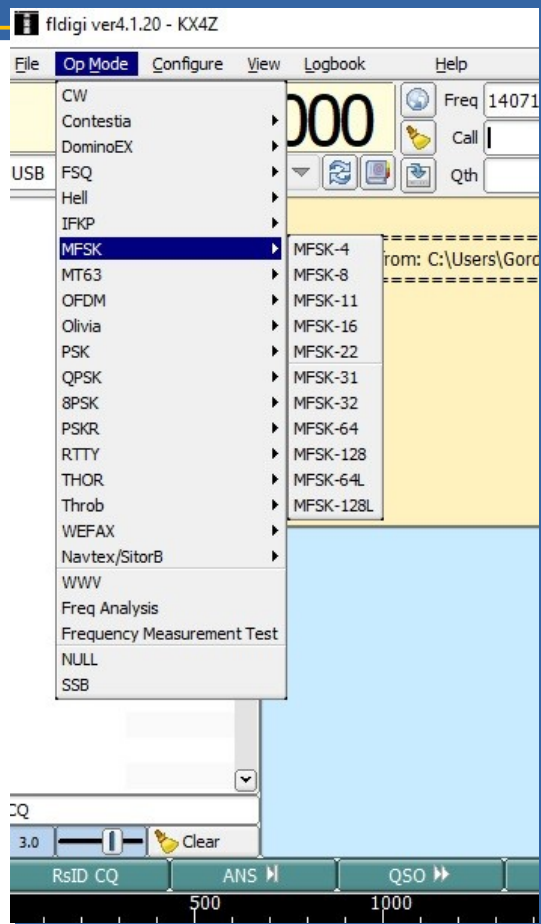 fldigi ver4.1.20 - KX4Z
File Op Mode Configure View Logbook Help
000 Freq 14071
Call
USB Qth
CW
Contestia
DominoEX
FSQ
Hell
IFKP
MFSK
MT63
OFDM
Olivia
PSK
QPSK
8PSK
PSKR
RTTY
THOR
Throb
WEFAX
Navtex/SitorB
WWV
Freq Analysis
Frequency Measurement Test
NULL
SSB
MFSK-4
MFSK-8
MFSK-11
MFSK-16
MFSK-22
MFSK-31
MFSK-32
MFSK-64
MFSK-128
MFSK-64L
MFSK-128L
==================
from: C:\Users\Gord
==================
CQ
3.0 Clear
RsID CQ ANS QSO
500 1000